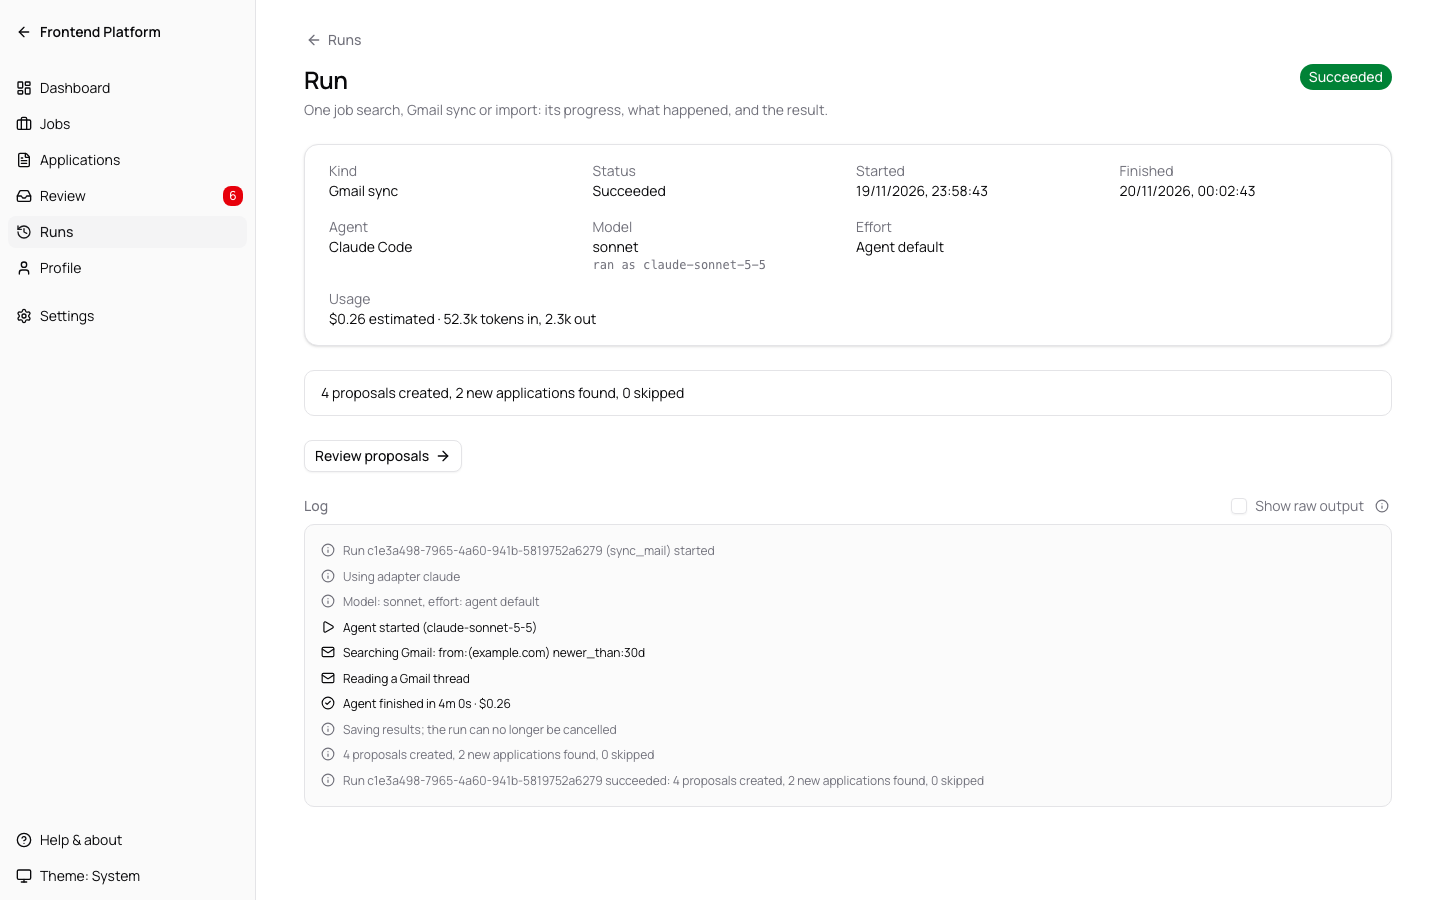 Frontend Platform
Dashboard
Jobs
Applications
Review
6
Runs
Profile
Settings
Help & about
Theme: System
Runs
Run
Succeeded
One job search, Gmail sync or import: its progress, what happened, and the result.
Kind
Gmail sync
Status
Succeeded
Started
19/11/2026, 23:58:43
Finished
20/11/2026, 00:02:43
Agent
Claude Code
Model
sonnet
ran as claude-sonnet-5-5
Effort
Agent default
Usage
$0.26 estimated · 52.3k tokens in, 2.3k out
4 proposals created, 2 new applications found, 0 skipped
Review proposals
Log
Show raw output
Run c1e3a498-7965-4a60-941b-5819752a6279 (sync_mail) started
Using adapter claude
Model: sonnet, effort: agent default
Agent started (claude-sonnet-5-5)
Searching Gmail: from:(example.com) newer_than:30d
Reading a Gmail thread
Agent finished in 4m 0s · $0.26
Saving results; the run can no longer be cancelled
4 proposals created, 2 new applications found, 0 skipped
Run c1e3a498-7965-4a60-941b-5819752a6279 succeeded: 4 proposals created, 2 new applications found, 0 skipped